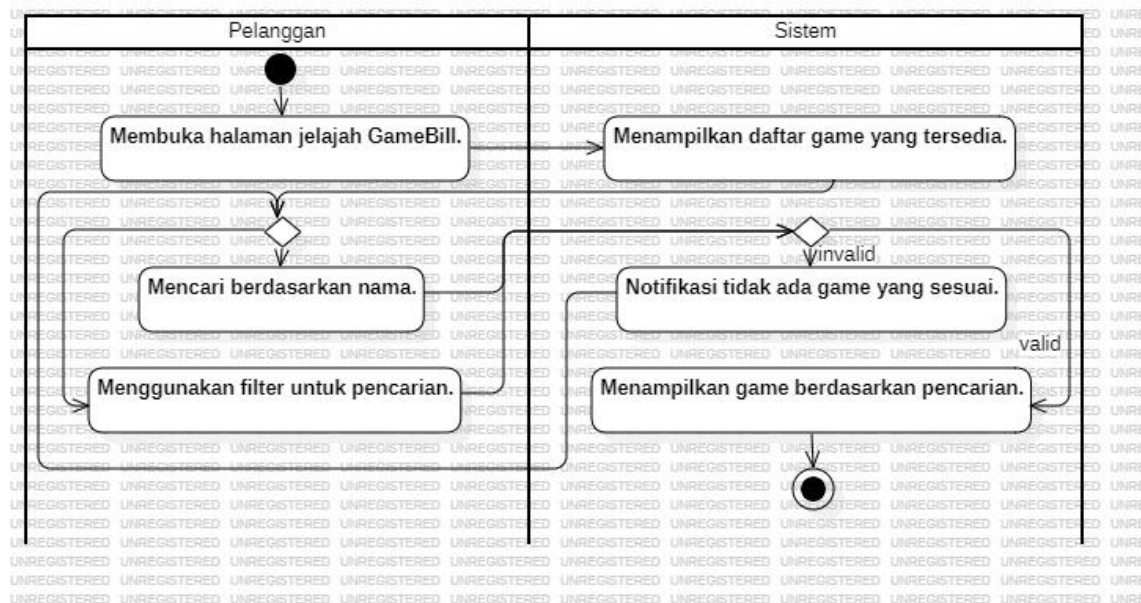 Pelanggan
Sistem
Membuka halaman jelajah GameBill.
Menampilkan daftar game yang tersedia.
invalid
Mencari berdasarkan nama.
Notifikasi tidak ada game yang sesuai.
valid
Menggunakan filter untuk pencarian.
Menampilkan game berdasarkan pencarian.
UNREGISTERED